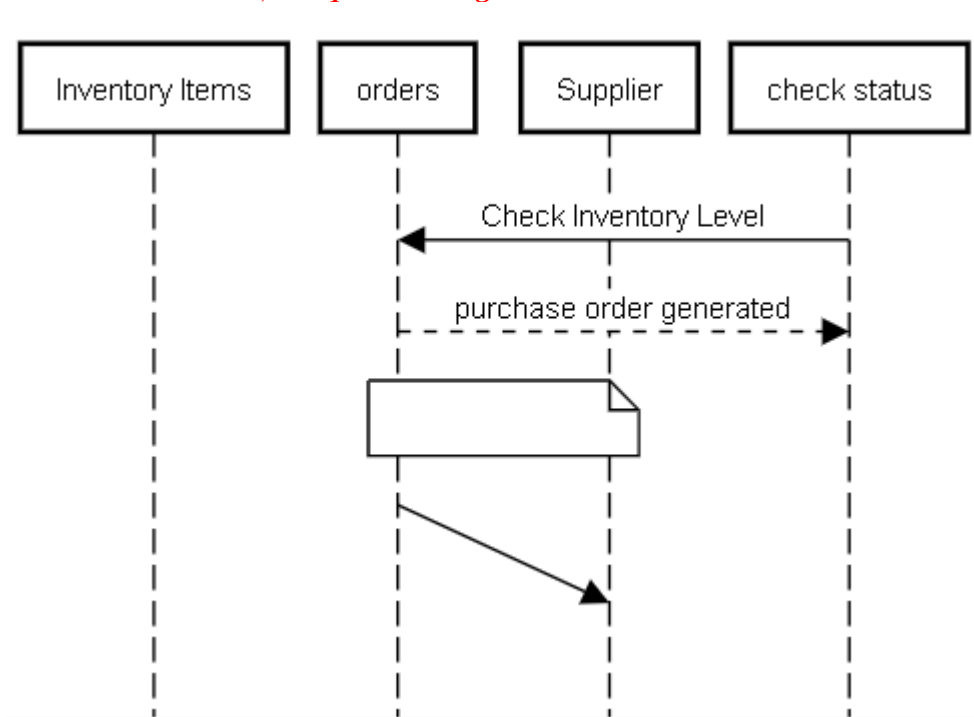 Inventory Items
orders
Supplier
check status
Check Inventory Level
purchase order generated